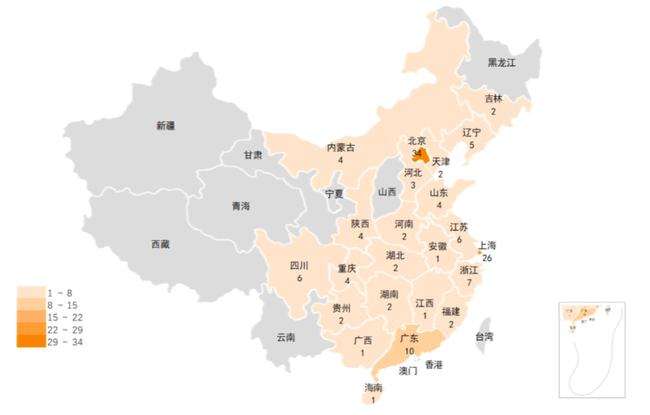 黑龙江
吉林
2
辽宁
5
新疆
内蒙古
4
北京
34
天津
2
甘肃
河北
3
宁夏
山西
山东
4
青海
陕西
4
河南
2
江苏
6
西藏
安徽
1
上海
26
四川
6
重庆
4
湖北
2
浙江
7
湖南
2
江西
1
贵州
2
福建
2
云南
广西
1
广东
10
台湾
澳门
香港
海南
1
1 - 8
8 - 15
15 - 22
22 - 29
29 - 34